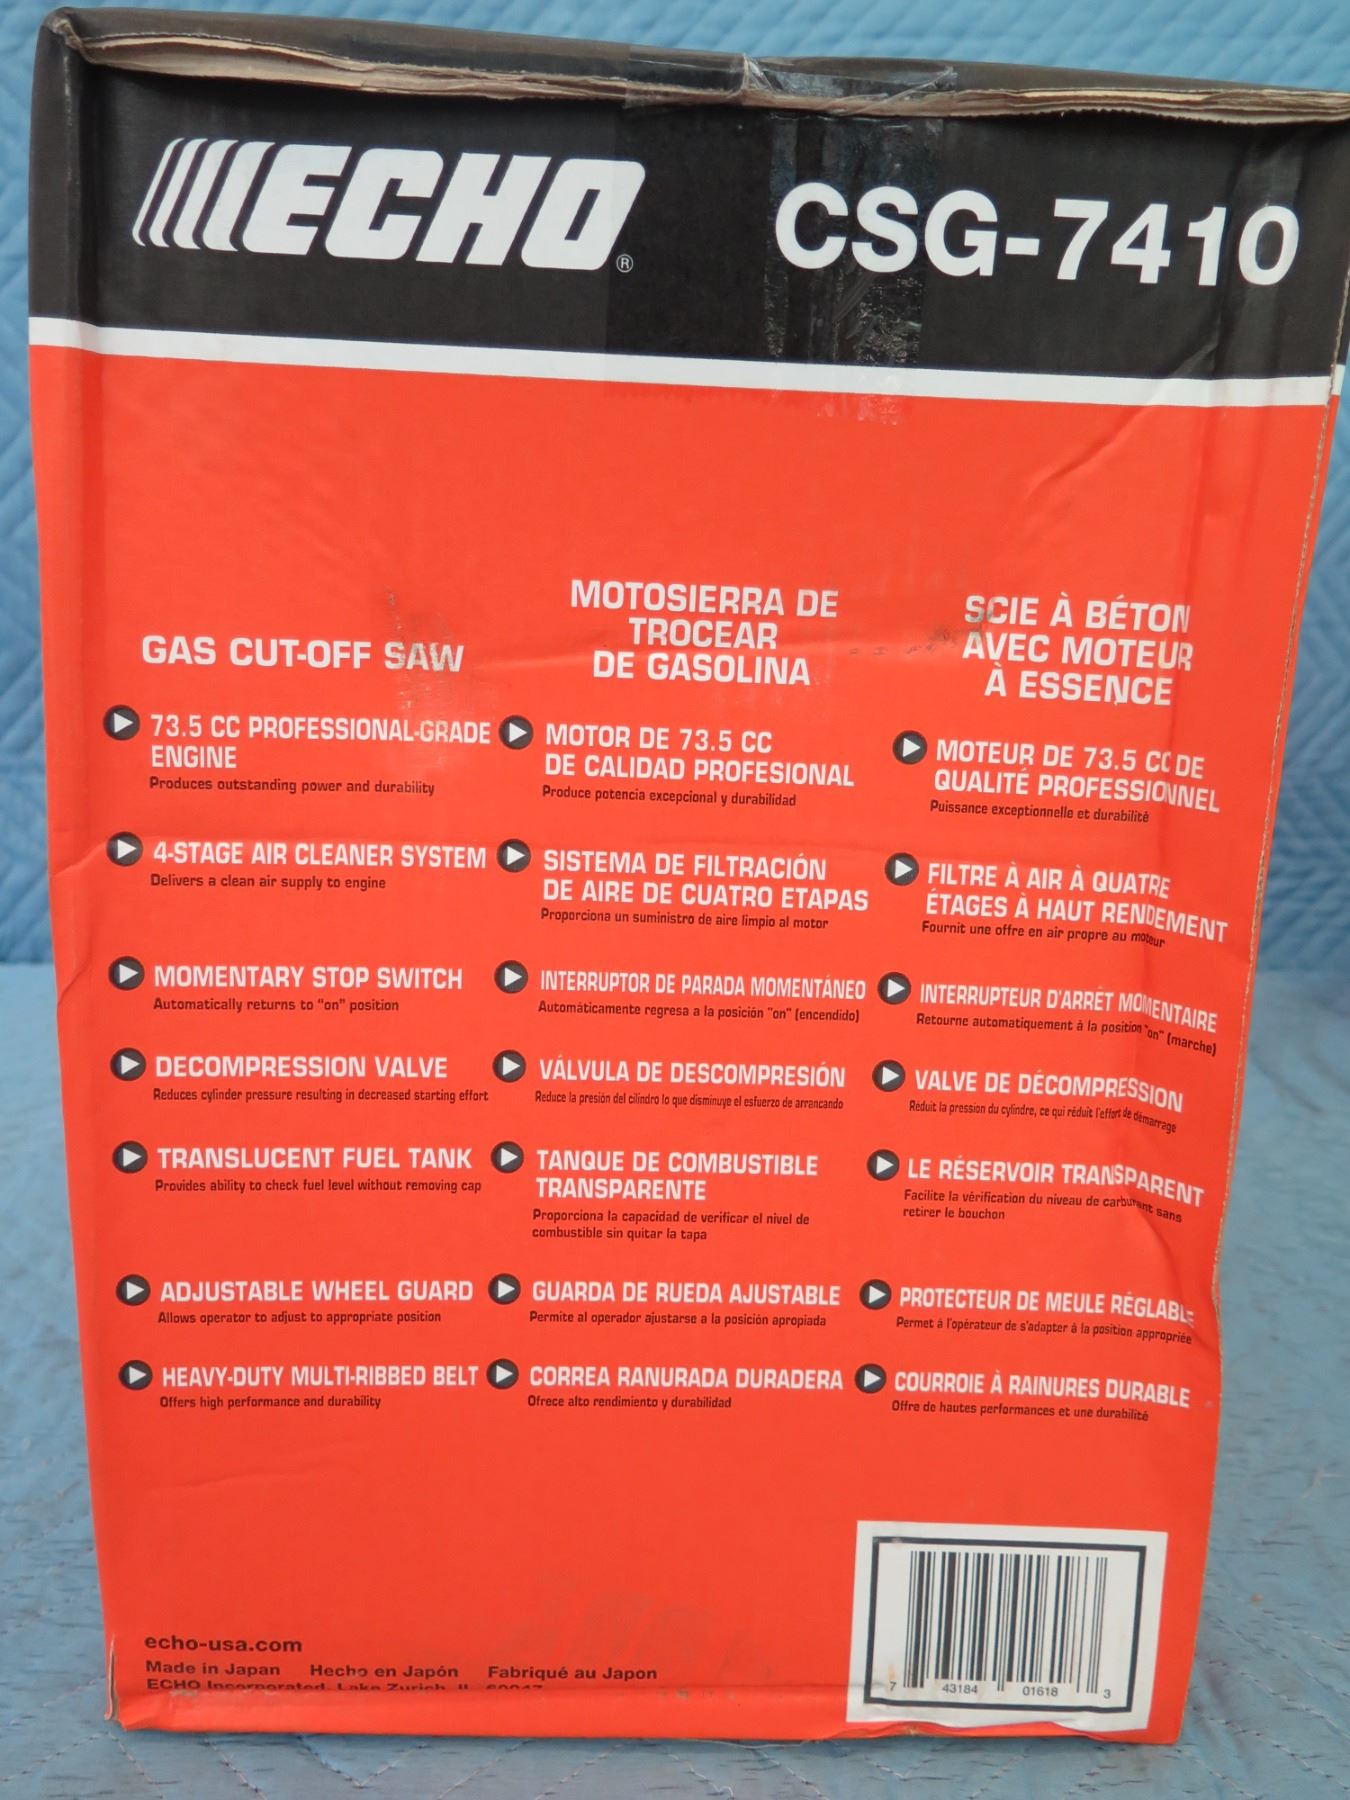 ECHO®
CSG-7410
GAS CUT-OFF SAW
73.5 CC PROFESSIONAL-GRADE
ENGINE
Produces outstanding power and durability
4-STAGE AIR CLEANER SYSTEM
Delivers a clean air supply to engine
MOMENTARY STOP SWITCH
Automatically returns to "on" position
DECOMPRESSION VALVE
Reduces cylinder pressure resulting in decreased starting effort
TRANSLUCENT FUEL TANK
Provides ability to check fuel level without removing cap
ADJUSTABLE WHEEL GUARD
Allows operator to adjust to appropriate position
HEAVY-DUTY MULTI-RIBBED BELT
Offers high performance and durability
MOTOSIERRA DE
TROCEAR
DE GASOLINA
MOTOR DE 73.5 CC
DE CALIDAD PROFESIONAL
Produce potencia excepcional y durabilidad
SISTEMA DE FILTRACIÓN
DE AIRE DE CUATRO ETAPAS
Proporciona un suministro de aire limpio al motor
INTERRUPTOR DE PARADA MOMENTÁNEO
Automáticamente regresa a la posición "on" (encendido)
VÁLVULA DE DESCOMPRESIÓN
Reduce la presión del cilindro lo que disminuye el esfuerzo de arrancando
TANQUE DE COMBUSTIBLE
TRANSPARENTE
Proporciona la capacidad de verificar el nivel de
combustible sin quitar la tapa
GUARDA DE RUEDA AJUSTABLE
Permite al operador ajustarse a la posición apropiada
CORREA RANURADA DURADERA
Ofrece alto rendimiento y durabilidad
SCIE À BÉTON
AVEC MOTEUR
À ESSENCE
MOTEUR DE 73.5 CC DE
QUALITÉ PROFESSIONNEL
Puissance exceptionnelle et durabilité
FILTRE À AIR À QUATRE
ÉTAGES À HAUT RENDEMENT
Fournit une offre en air propre au moteur
INTERRUPTEUR D'ARRÊT MOMENTAIRE
Retourne automatiquement à la position "on" (marche)
VALVE DE DÉCOMPRESSION
Réduit la pression du cylindre, ce qui réduit l'effort de démarrage
LE RÉSERVOIR TRANSPARENT
Facilite la vérification du niveau de carburant sans
retirer le bouchon
PROTECTEUR DE MEULE RÉGLABLE
Permet à l'opérateur de s'adapter à la position appropriée
COURROIE À RAINURES DURABLE
Offre de hautes performances et une durabilité
echo-usa.com
Made in Japan Hecho en Japón Fabriqué au Japon
ECHO Incorporated, Lake Zurich, IL 60047
7 43184 01618 3